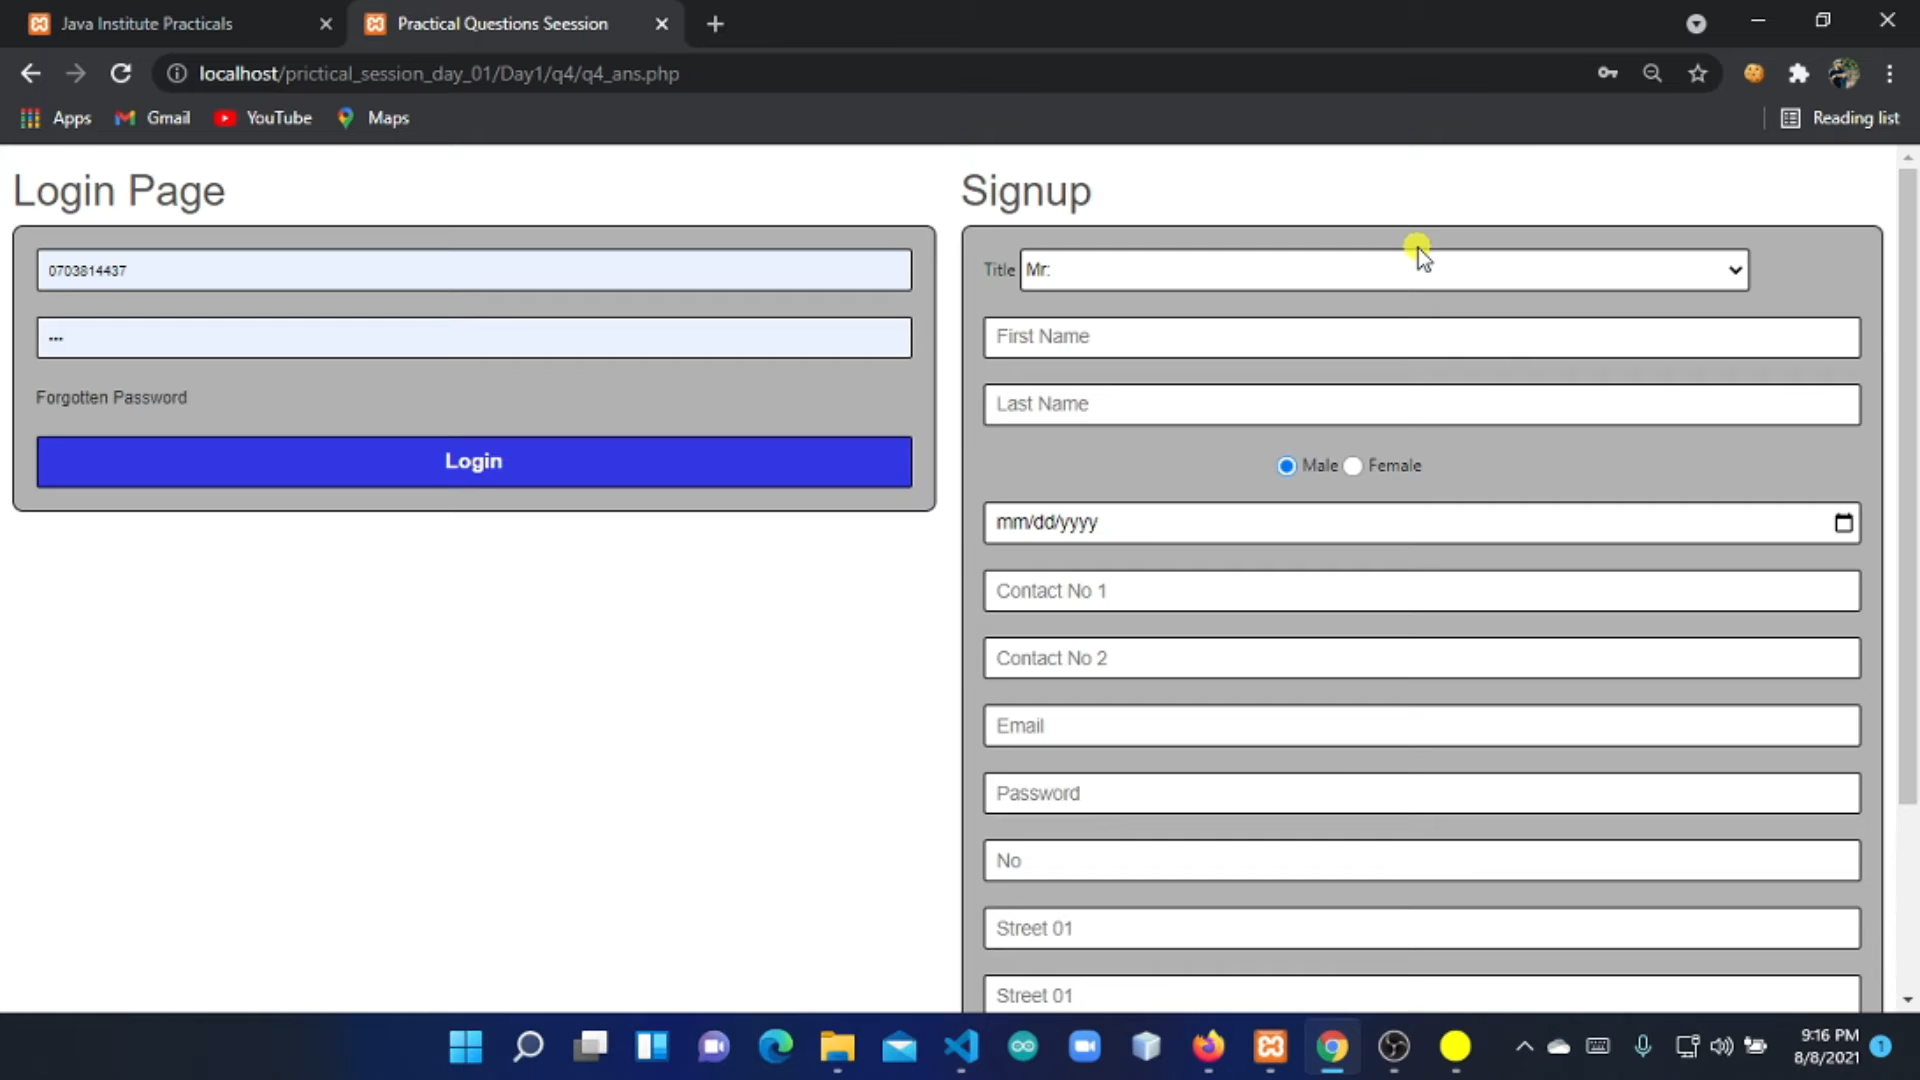 Java Institute Practicals
Practical Questions Seession
localhost/prictical_session_day_01/Day1/q4/q4_ans.php
Apps
Gmail
YouTube
Maps
Reading list
Login Page
0703814437
Forgotten Password
Login
Signup
Title
Mr:
First Name
Last Name
Male
Female
mm/dd/yyyy
Contact No 1
Contact No 2
Email
Password
No
Street 01
Street 01
9:16 PM
8/8/2021
1